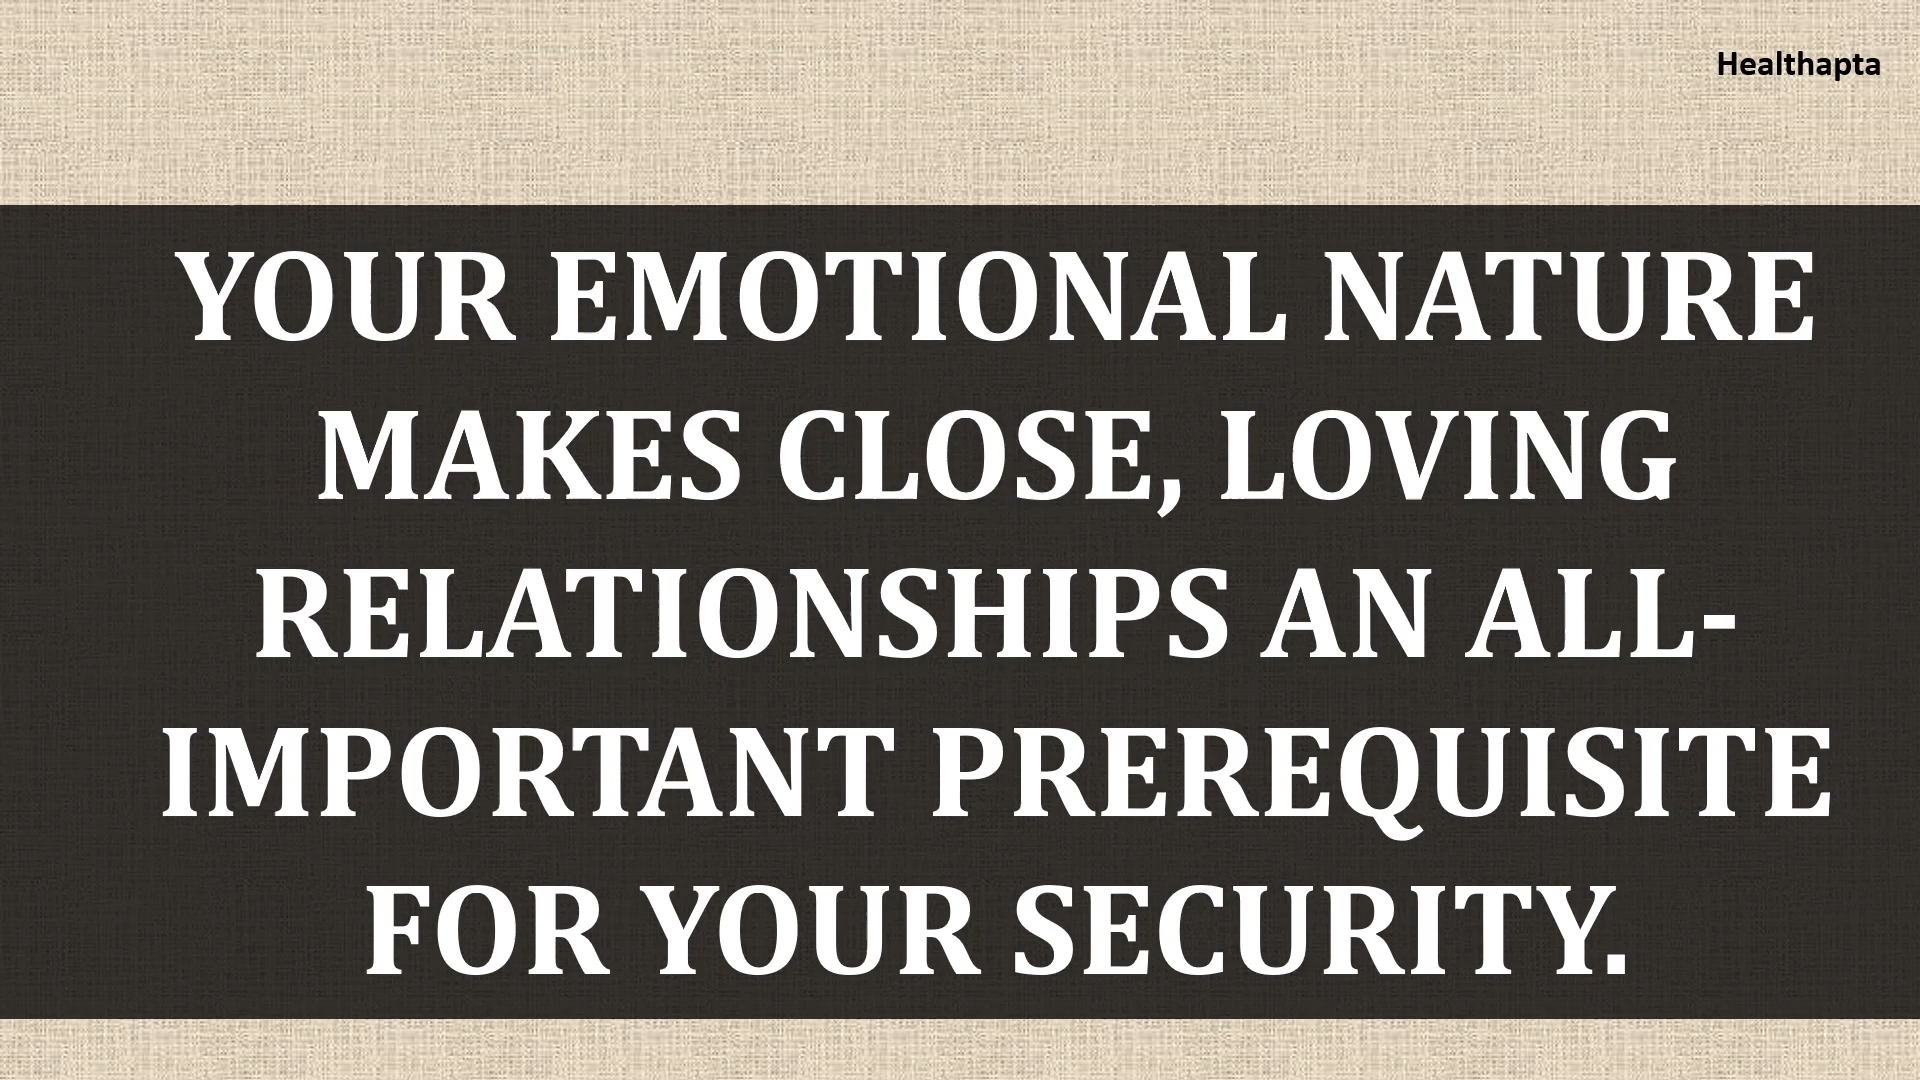 Healthapta
YOUR EMOTIONAL NATURE
MAKES CLOSE, LOVING
RELATIONSHIPS AN ALL-
IMPORTANT PREREQUISITE
FOR YOUR SECURITY.